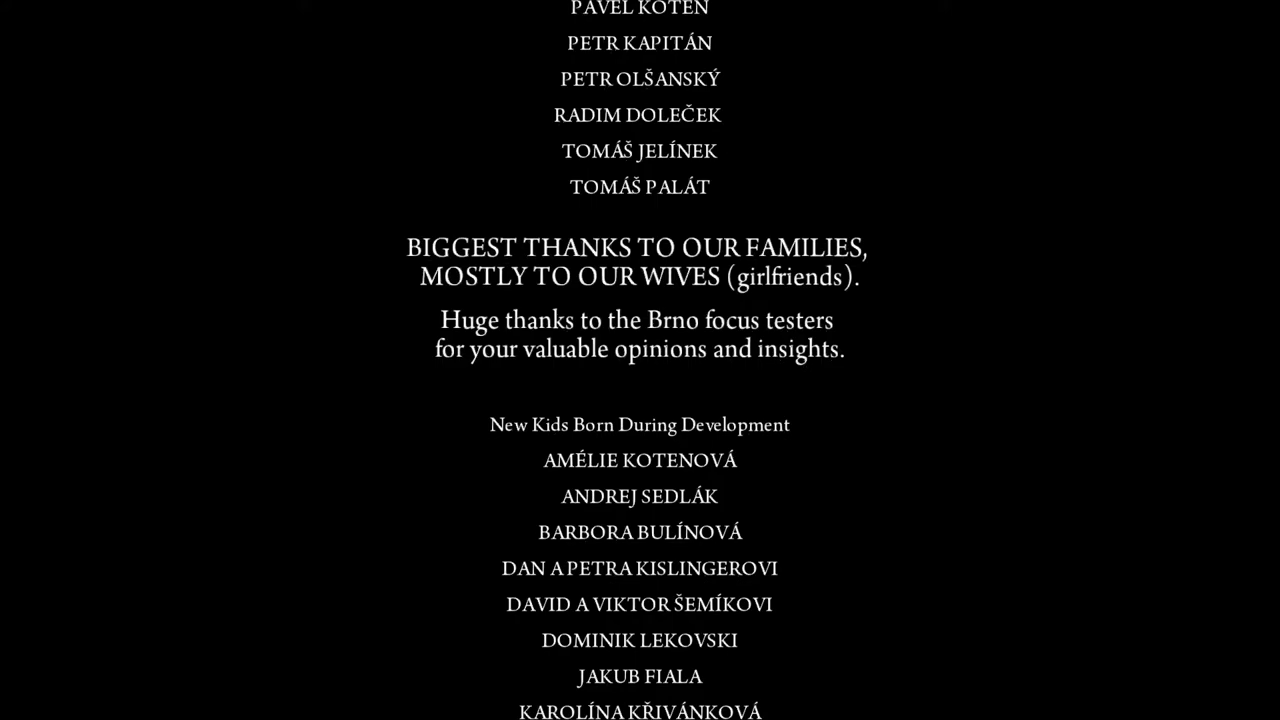 PAVEL KOTEN
PETR KAPITÁN
PETR OLŠANSKÝ
RADIM DOLEČEK
TOMÁŠ JELÍNEK
TOMÁŠ PALÁT
BIGGEST THANKS TO OUR FAMILIES,
MOSTLY TO OUR WIVES (girlfriends).
Huge thanks to the Brno focus testers
for your valuable opinions and insights.
New Kids Born During Development
AMÉLIE KOTENOVÁ
ANDREJ SEDLÁK
BARBORA BULÍNOVÁ
DAN A PETRA KISLINGEROVI
DAVID A VIKTOR ŠEMÍKOVI
DOMINIK LEKOVSKI
JAKUB FIALA
KAROLÍNA KŘIVÁNKOVÁ